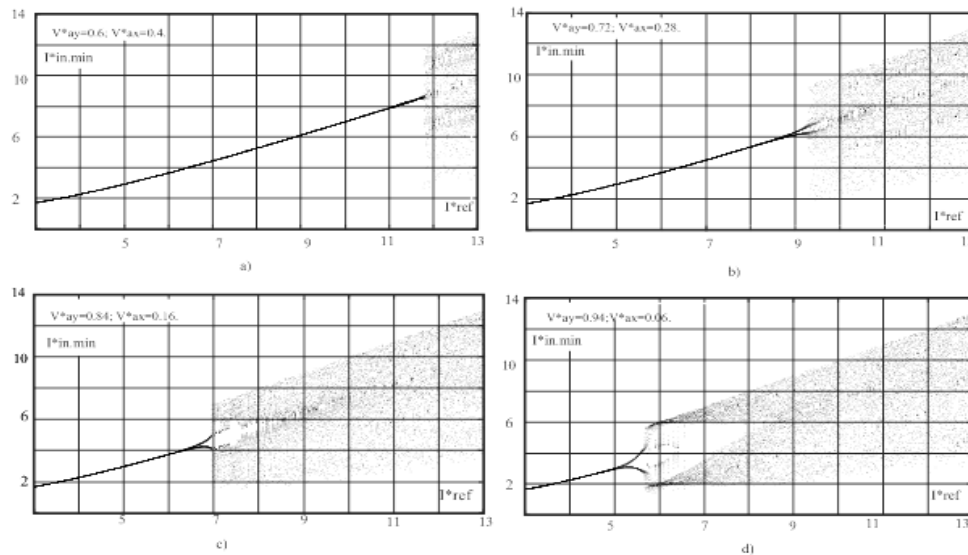 14
V*ay=0.6; V*ax=0.4.
I*in.min
10
6
2
I*ref
5 7 9 11 13
a)
14
V*ay=0.72; V*ax=0.28.
I*in.min
10
6
2
I*ref
5 7 9 11 1
b)
14
V*ay=0.84; V*ax=0.16.
I*in.min
10
6
2
I*ref
5 7 9 11 13
c)
14
V*ay=0.94;V*ax=0.06.
I*in.min
10
6
2
I*ref
5 7 9 11 13
d)